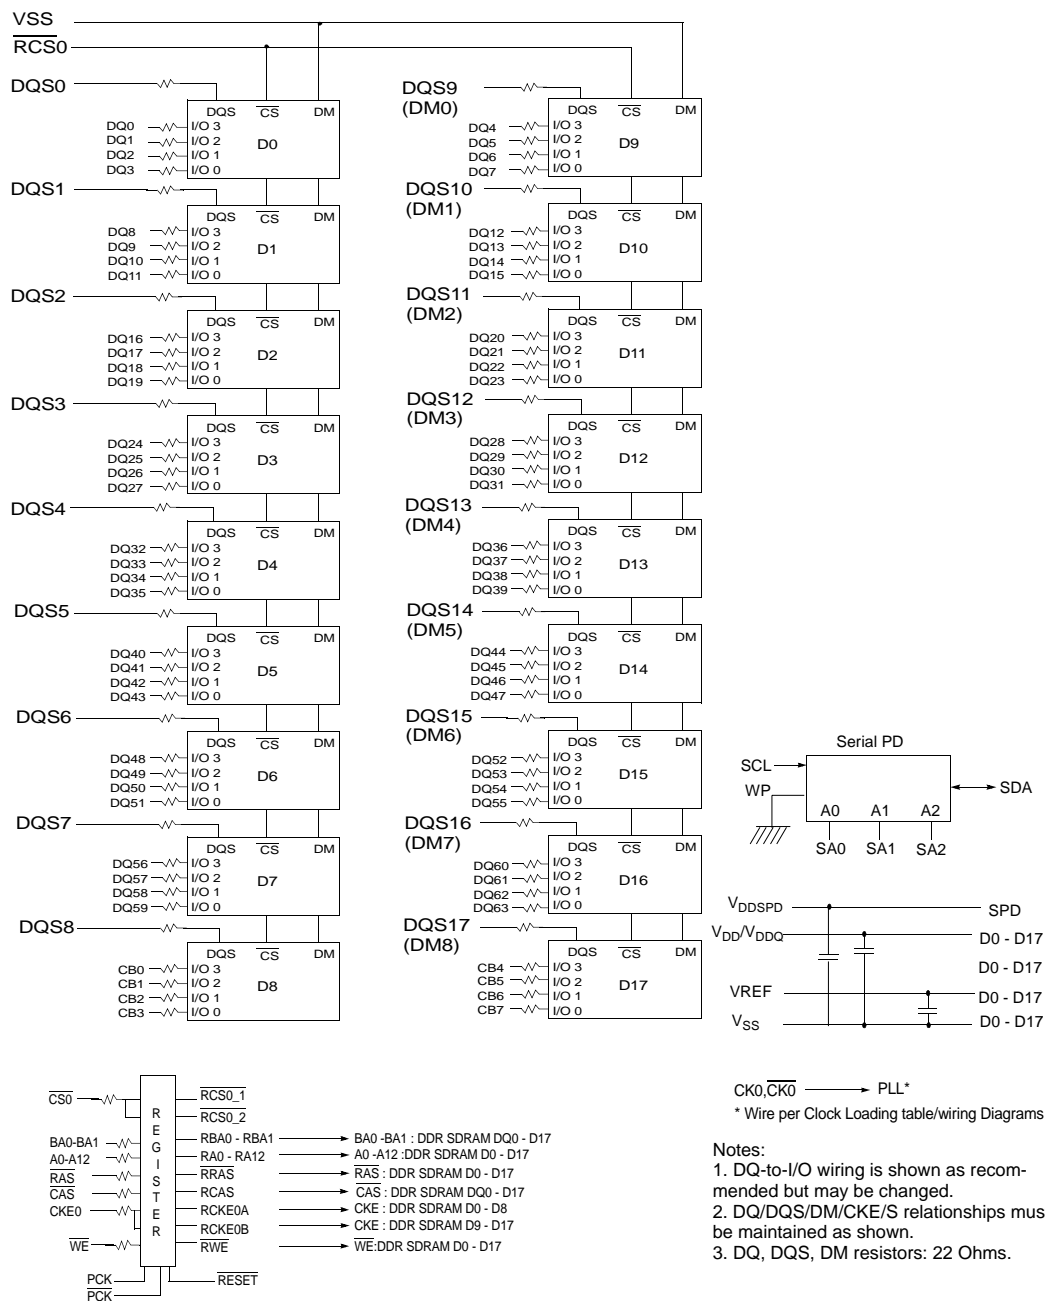 VSS
RCS0
DQS0
DQS CS DM
DQ0 I/O 3
DQ1 I/O 2
DQ2 I/O 1
DQ3 I/O 0
D0
DQS1
DQS CS DM
DQ8 I/O 3
DQ9 I/O 2
DQ10 I/O 1
DQ11 I/O 0
D1
DQS2
DQS CS DM
DQ16 I/O 3
DQ17 I/O 2
DQ18 I/O 1
DQ19 I/O 0
D2
DQS3
DQS CS DM
DQ24 I/O 3
DQ25 I/O 2
DQ26 I/O 1
DQ27 I/O 0
D3
DQS4
DQS CS DM
DQ32 I/O 3
DQ33 I/O 2
DQ34 I/O 1
DQ35 I/O 0
D4
DQS5
DQS CS DM
DQ40 I/O 3
DQ41 I/O 2
DQ42 I/O 1
DQ43 I/O 0
D5
DQS6
DQS CS DM
DQ48 I/O 3
DQ49 I/O 2
DQ50 I/O 1
DQ51 I/O 0
D6
DQS7
DQS CS DM
DQ56 I/O 3
DQ57 I/O 2
DQ58 I/O 1
DQ59 I/O 0
D7
DQS8
DQS CS DM
CB0 I/O 3
CB1 I/O 2
CB2 I/O 1
CB3 I/O 0
D8
DQS9
(DM0)
DQS CS DM
DQ4 I/O 3
DQ5 I/O 2
DQ6 I/O 1
DQ7 I/O 0
D9
DQS10
(DM1)
DQS CS DM
DQ12 I/O 3
DQ13 I/O 2
DQ14 I/O 1
DQ15 I/O 0
D10
DQS11
(DM2)
DQS CS DM
DQ20 I/O 3
DQ21 I/O 2
DQ22 I/O 1
DQ23 I/O 0
D11
DQS12
(DM3)
DQS CS DM
DQ28 I/O 3
DQ29 I/O 2
DQ30 I/O 1
DQ31 I/O 0
D12
DQS13
(DM4)
DQS CS DM
DQ36 I/O 3
DQ37 I/O 2
DQ38 I/O 1
DQ39 I/O 0
D13
DQS14
(DM5)
DQS CS DM
DQ44 I/O 3
DQ45 I/O 2
DQ46 I/O 1
DQ47 I/O 0
D14
DQS15
(DM6)
DQS CS DM
DQ52 I/O 3
DQ53 I/O 2
DQ54 I/O 1
DQ55 I/O 0
D15
DQS16
(DM7)
DQS CS DM
DQ60 I/O 3
DQ61 I/O 2
DQ62 I/O 1
DQ63 I/O 0
D16
DQS17
(DM8)
DQS CS DM
CB4 I/O 3
CB5 I/O 2
CB6 I/O 1
CB7 I/O 0
D17
Serial PD
SCL
WP
SDA
A0 A1 A2
SA0 SA1 SA2
VDDSPD SPD
VDD/VDDQ D0 - D17
D0 - D17
VREF D0 - D17
VSS D0 - D17
CS0
BA0-BA1
A0-A12
RAS
CAS
CKE0
WE
PCK
PCK
REGISTER
RCS0_1
RCS0_2
RBA0 - RBA1 BA0 -BA1 : DDR SDRAM DQ0 - D17
RA0 - RA12 A0 -A12 :DDR SDRAM D0 - D17
RRAS RAS : DDR SDRAM D0 - D17
RCAS CAS : DDR SDRAM DQ0 - D17
RCKE0A CKE : DDR SDRAM D0 - D8
RCKE0B CKE : DDR SDRAM D9 - D17
RWE WE:DDR SDRAM D0 - D17
RESET
CK0,CK0 PLL*
* Wire per Clock Loading table/wiring Diagrams
Notes:
1. DQ-to-I/O wiring is shown as recom-
mended but may be changed.
2. DQ/DQS/DM/CKE/S relationships mus
be maintained as shown.
3. DQ, DQS, DM resistors: 22 Ohms.